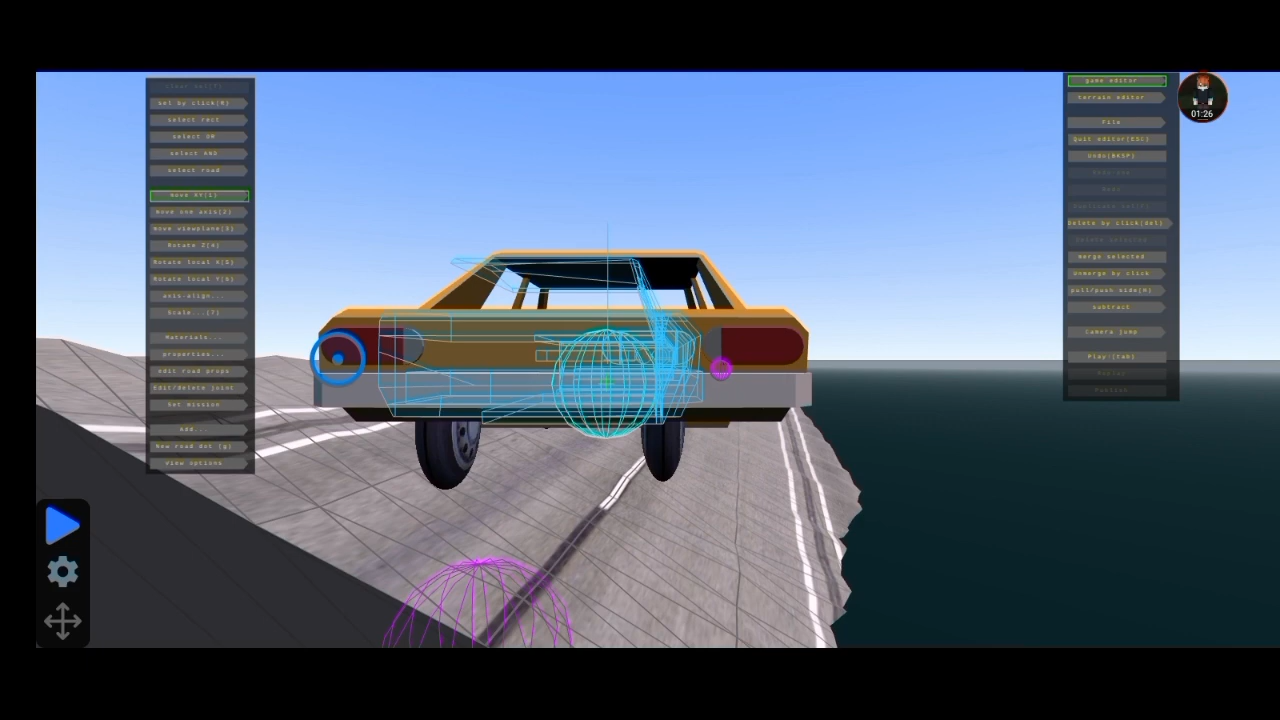 sel by click[R]
select rect
select OR
select AND
select road
Move XY[1]
Move one axis[2]
Move viewplane[3]
Rotate Z[4]
Rotate local X[5]
Rotate local Y[6]
axis-align...
Scale...[7]
Materials...
properties...
edit road props
Edit/delete joint
Set mission
Add...
New road dot [g]
View options
game editor
terrain editor
File
Quit editor[ESC]
Undo[BKSP]
Delete by click[del]
Merge selected
Unmerge by click
pull/push side[H]
subtract
Camera jump
Play-[tab]
01:26